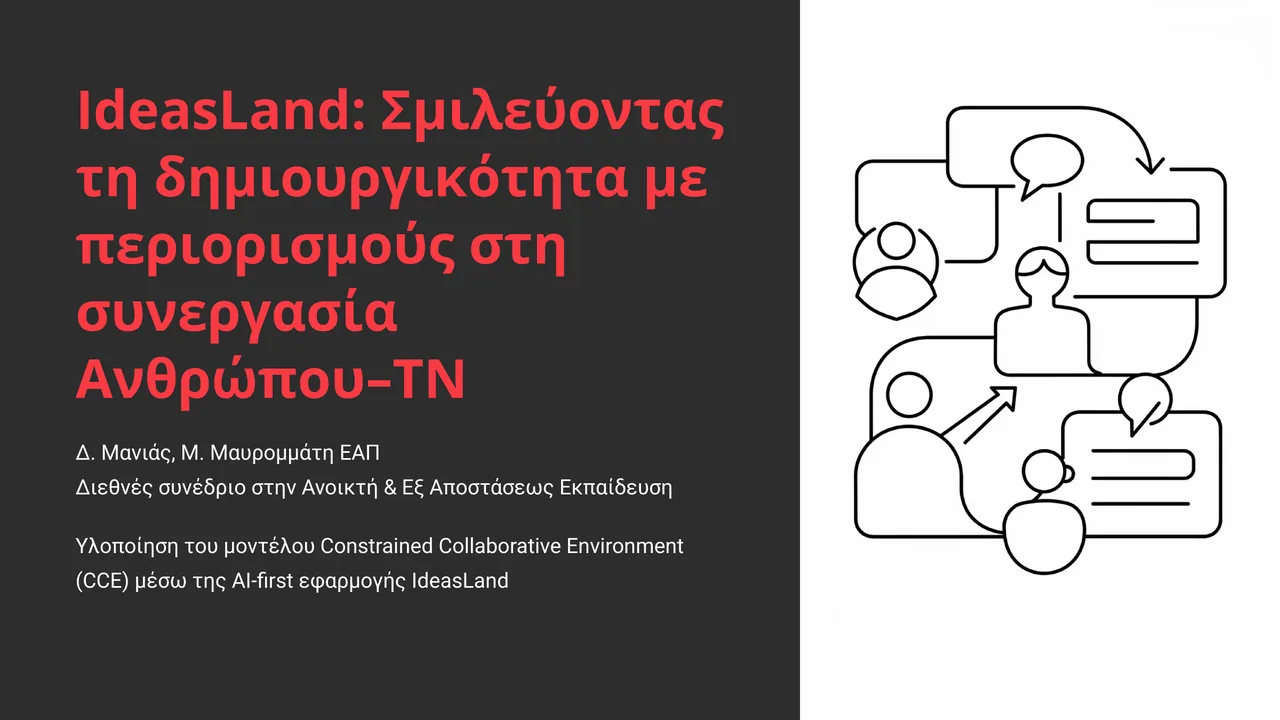 IdeasLand: Σμιλεύοντας
τη δημιουργικότητα με
περιορισμούς στη
συνεργασία
Ανθρώπου–ΤΝ
Δ. Μανιάς, Μ. Μαυρομμάτη ΕΑΠ
Διεθνές συνέδριο στην Ανοικτή & Εξ Αποστάσεως Εκπαίδευση
Υλοποίηση του μοντέλου Constrained Collaborative Environment
(CCE) μέσω της AI-first εφαρμογής IdeasLand